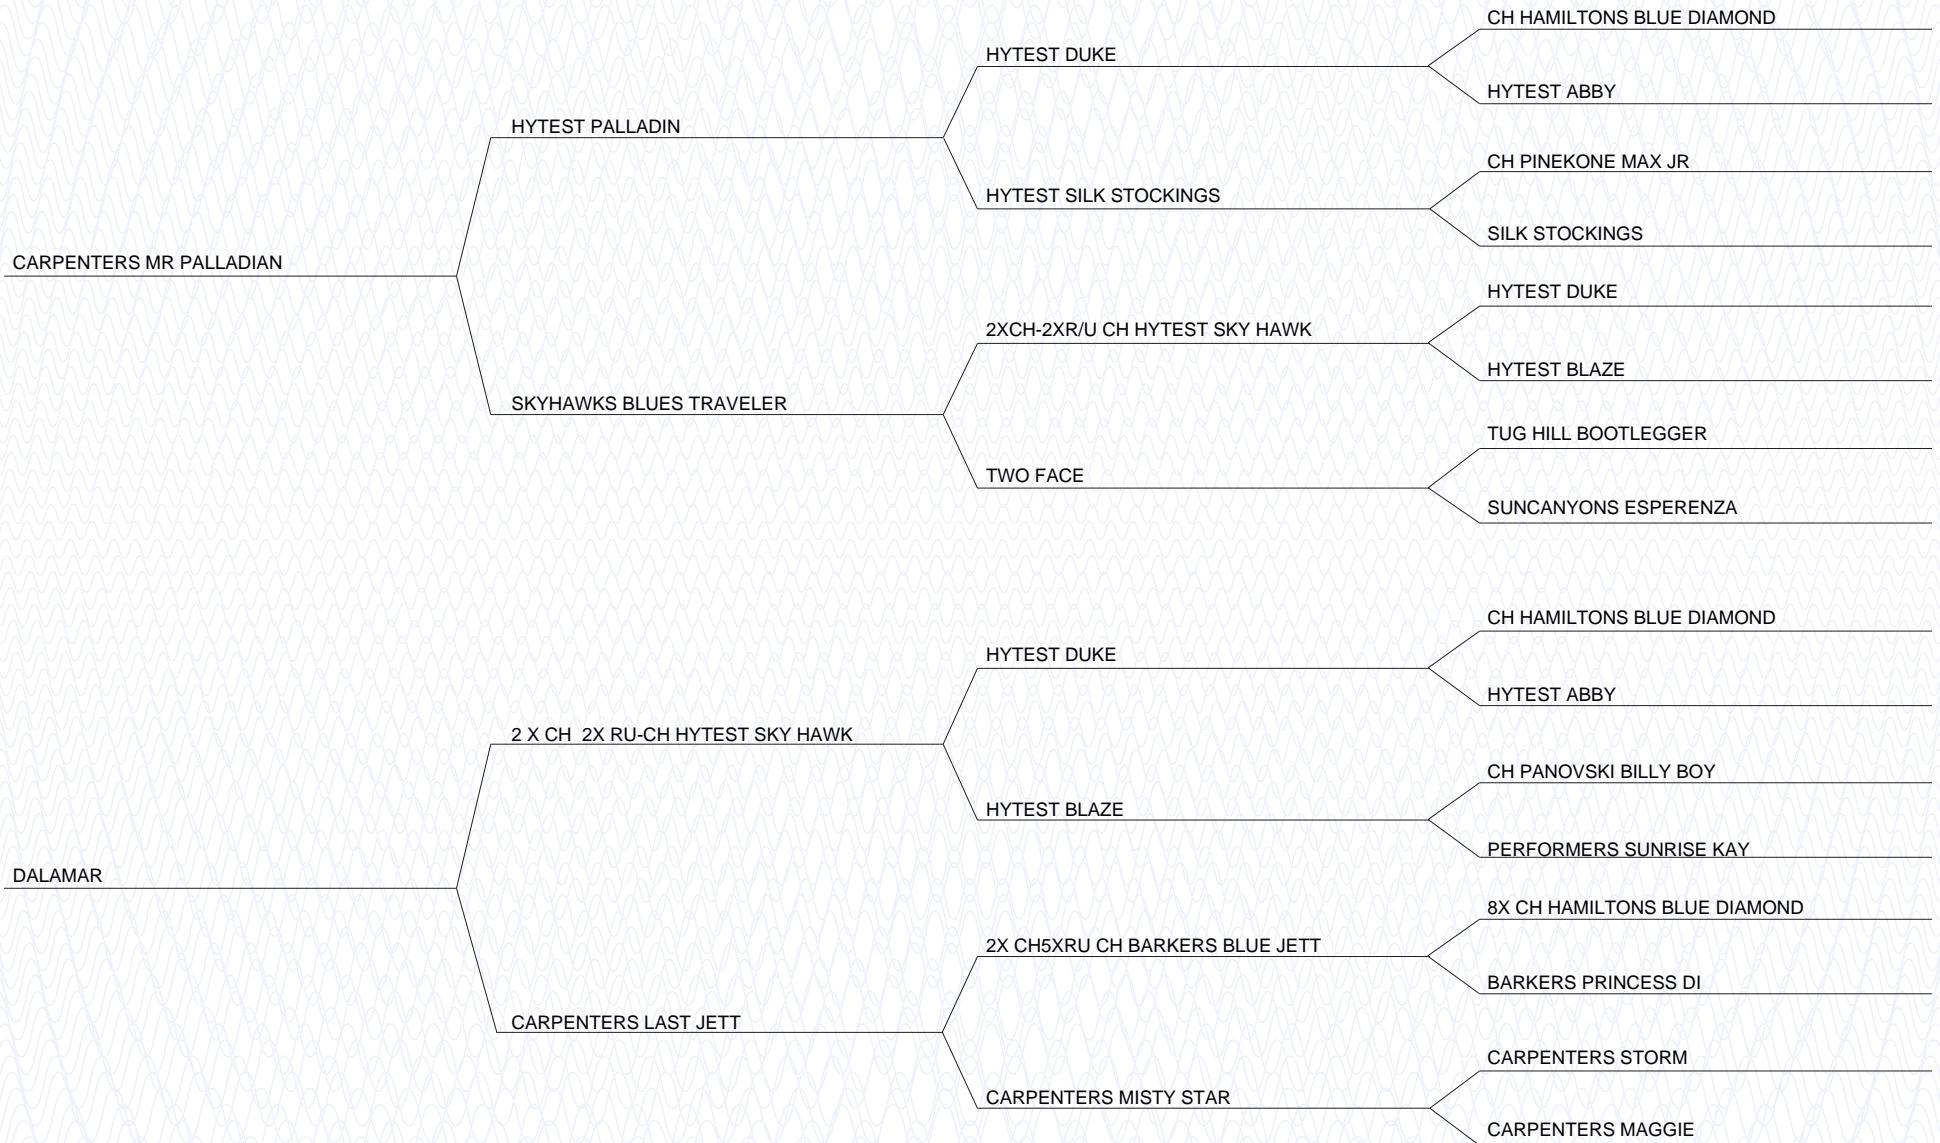 CH HAMILTONS BLUE DIAMOND
HYTEST DUKE
HYTEST ABBY
HYTEST PALLADIN
CH PINEKONE MAX JR
HYTEST SILK STOCKINGS
SILK STOCKINGS
CARPENTERS MR PALLADIAN
HYTEST DUKE
2XCH-2XR/U CH HYTEST SKY HAWK
HYTEST BLAZE
SKYHAWKS BLUES TRAVELER
TUG HILL BOOTLEGGER
TWO FACE
SUNCANYONS ESPERENZA
CH HAMILTONS BLUE DIAMOND
HYTEST DUKE
HYTEST ABBY
2 X CH  2X RU-CH HYTEST SKY HAWK
CH PANOVSKI BILLY BOY
HYTEST BLAZE
PERFORMERS SUNRISE KAY
DALAMAR
8X CH HAMILTONS BLUE DIAMOND
2X CH5XRU CH BARKERS BLUE JETT
BARKERS PRINCESS DI
CARPENTERS LAST JETT
CARPENTERS STORM
CARPENTERS MISTY STAR
CARPENTERS MAGGIE